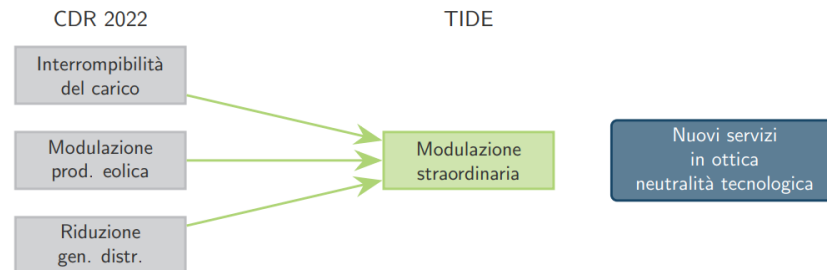 CDR 2022
TIDE
Interrompibilità
del carico
Modulazione
prod. eolica
Riduzione
gen. distr.
Modulazione
straordinaria
Nuovi servizi
in ottica
neutralità tecnologica